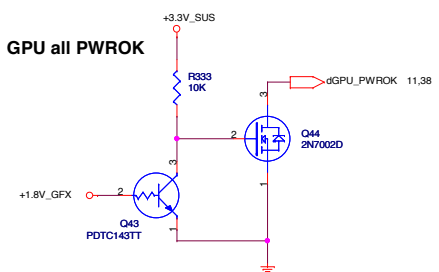 +3.3V_SUS
GPU all PWROK
R333
10K
dGPU_PWROK 11,38
3
2
Q44
2N7002D
3
1
+1.8V_GFX
2
Q43
PDTC143TT
1